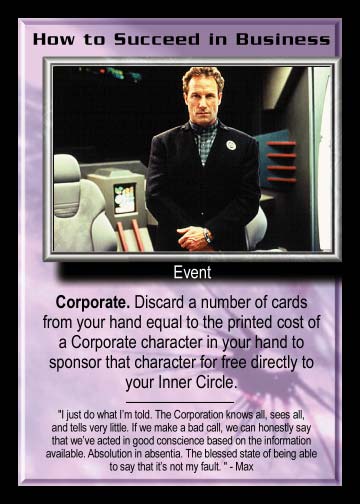 How to Succeed in Business
Event
Corporate. Discard a number of cards
from your hand equal to the printed cost of
a Corporate character in your hand to
sponsor that character for free directly to
your Inner Circle.
"I just do what I'm told. The Corporation knows all, sees all,
and tells very little. If we make a bad call, we can honestly say
that we've acted in good conscience based on the information
available. Absolution in absentia. The blessed state of being able
to say that it's not my fault. " - Max